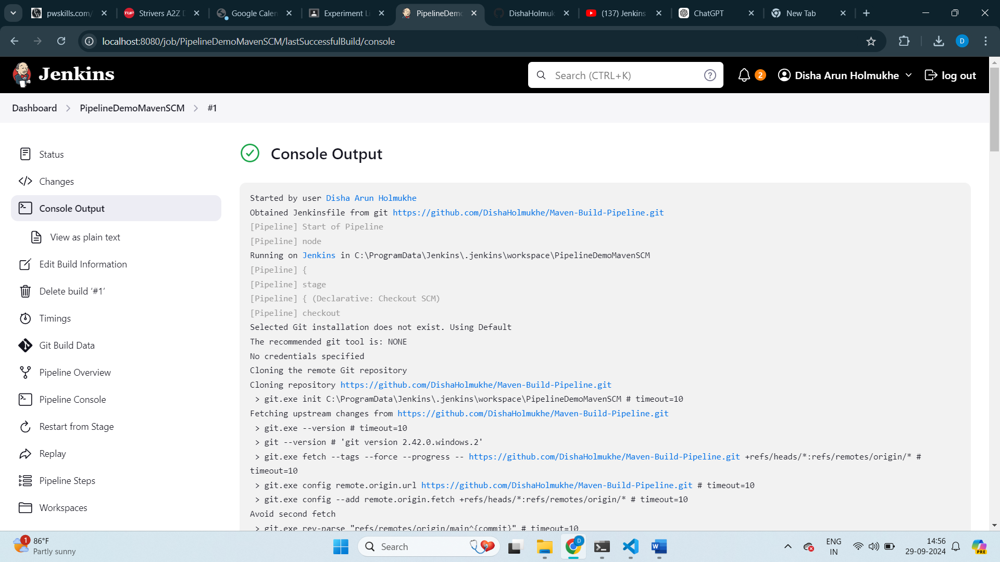 pwskills.com/
Strivers A2Z D
Google Calen
Experiment Li
PipelineDemo
DishaHolmuk
(137) Jenkins
ChatGPT
New Tab
localhost:8080/job/PipelineDemoMavenSCM/lastSuccessfulBuild/console
D
Jenkins
Search (CTRL+K)
2
Disha Arun Holmukhe
log out
Dashboard
PipelineDemoMavenSCM
#1
Status
Changes
Console Output
View as plain text
Edit Build Information
Delete build ‘#1’
Timings
Git Build Data
Pipeline Overview
Pipeline Console
Restart from Stage
Replay
Pipeline Steps
Workspaces
Console Output
Started by user Disha Arun Holmukhe
Obtained Jenkinsfile from git https://github.com/DishaHolmukhe/Maven-Build-Pipeline.git
[Pipeline] Start of Pipeline
[Pipeline] node
Running on Jenkins in C:\ProgramData\Jenkins\.jenkins\workspace\PipelineDemoMavenSCM
[Pipeline] {
[Pipeline] stage
[Pipeline] { (Declarative: Checkout SCM)
[Pipeline] checkout
Selected Git installation does not exist. Using Default
The recommended git tool is: NONE
No credentials specified
Cloning the remote Git repository
Cloning repository https://github.com/DishaHolmukhe/Maven-Build-Pipeline.git
> git.exe init C:\ProgramData\Jenkins\.jenkins\workspace\PipelineDemoMavenSCM # timeout=10
Fetching upstream changes from https://github.com/DishaHolmukhe/Maven-Build-Pipeline.git
> git.exe --version # timeout=10
> git --version # 'git version 2.42.0.windows.2'
> git.exe fetch --tags --force --progress -- https://github.com/DishaHolmukhe/Maven-Build-Pipeline.git +refs/heads/*:refs/remotes/origin/* #
timeout=10
> git.exe config remote.origin.url https://github.com/DishaHolmukhe/Maven-Build-Pipeline.git # timeout=10
> git.exe config --add remote.origin.fetch +refs/heads/*:refs/remotes/origin/* # timeout=10
Avoid second fetch
> git.exe rev-parse "refs/remotes/origin/main^{commit}" # timeout=10
1
86°F
Partly sunny
Search
D
ENG
IN
14:56
29-09-2024
PRE